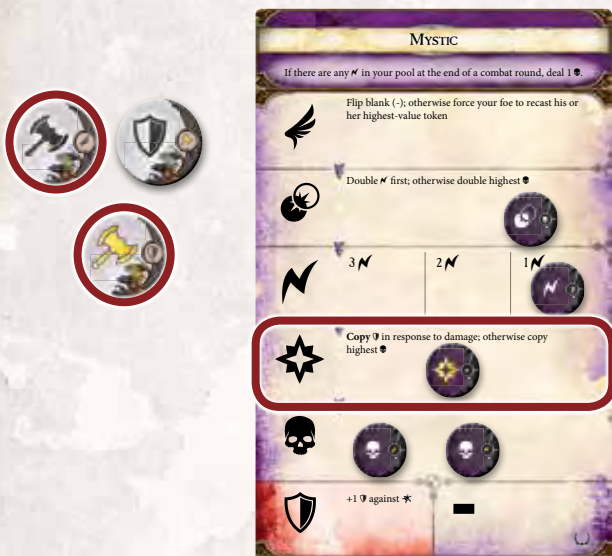 MYSTIC
If there are any in your pool at the end of a combat round, deal 1 .
Flip blank (-); otherwise force your foe to recast his or
her highest-value token
Double first; otherwise double highest
3
2
1
Copy in response to damage; otherwise copy
highest
+1 against